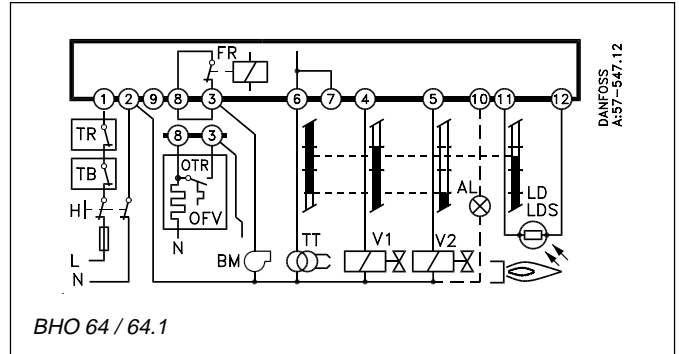 FR
DANFOSS
A:57-547.12
1 2 9 8 3 6 7 4 5 10 11 12
TR
8 3
TB
OTR
AL
LD
LDS
H
OFV
L
N
N
BM
TT
V1
V2
BHO 64 / 64.1